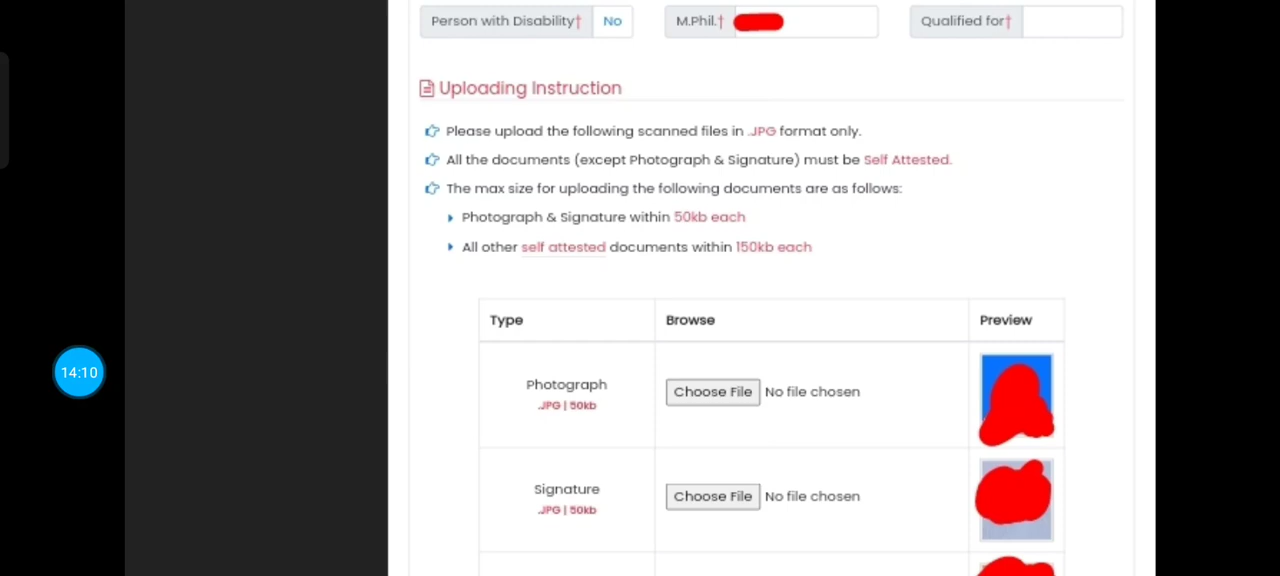 Person with Disability† No M.Phil.† Qualified for†
Uploading Instruction
Please upload the following scanned files in .JPG format only.
All the documents (except Photograph & Signature) must be Self Attested.
The max size for uploading the following documents are as follows:
Photograph & Signature within 50kb each
All other self attested documents within 150kb each
Type Browse Preview
Photograph
.JPG | 50kb
Choose File No file chosen
14:10
Signature
.JPG | 50kb
Choose File No file chosen